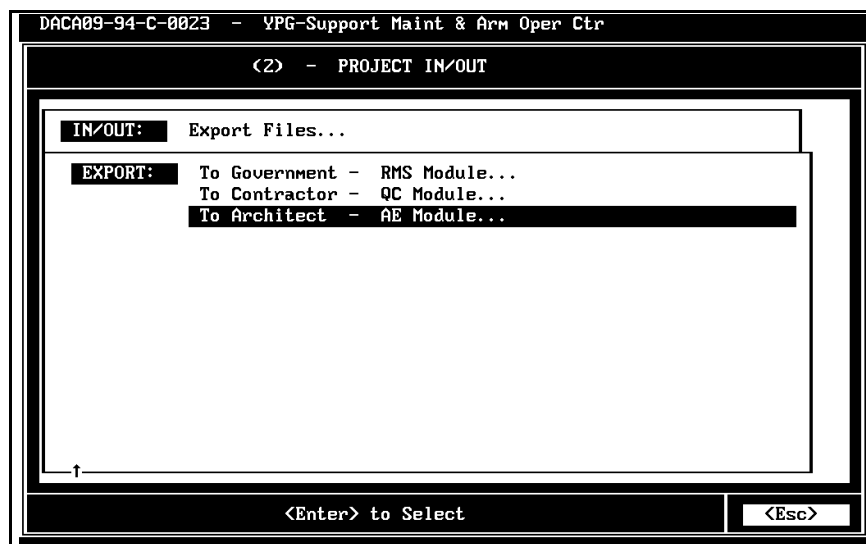 DACA09-94-C-0023 - YPG-Support Maint & Arm Oper Ctr
(2) - PROJECT IN/OUT
IN/OUT: Export Files...
EXPORT: To Government - RMS Module...
To Contractor - QC Module...
To Architect - AE Module...
<Enter> to Select <Esc>